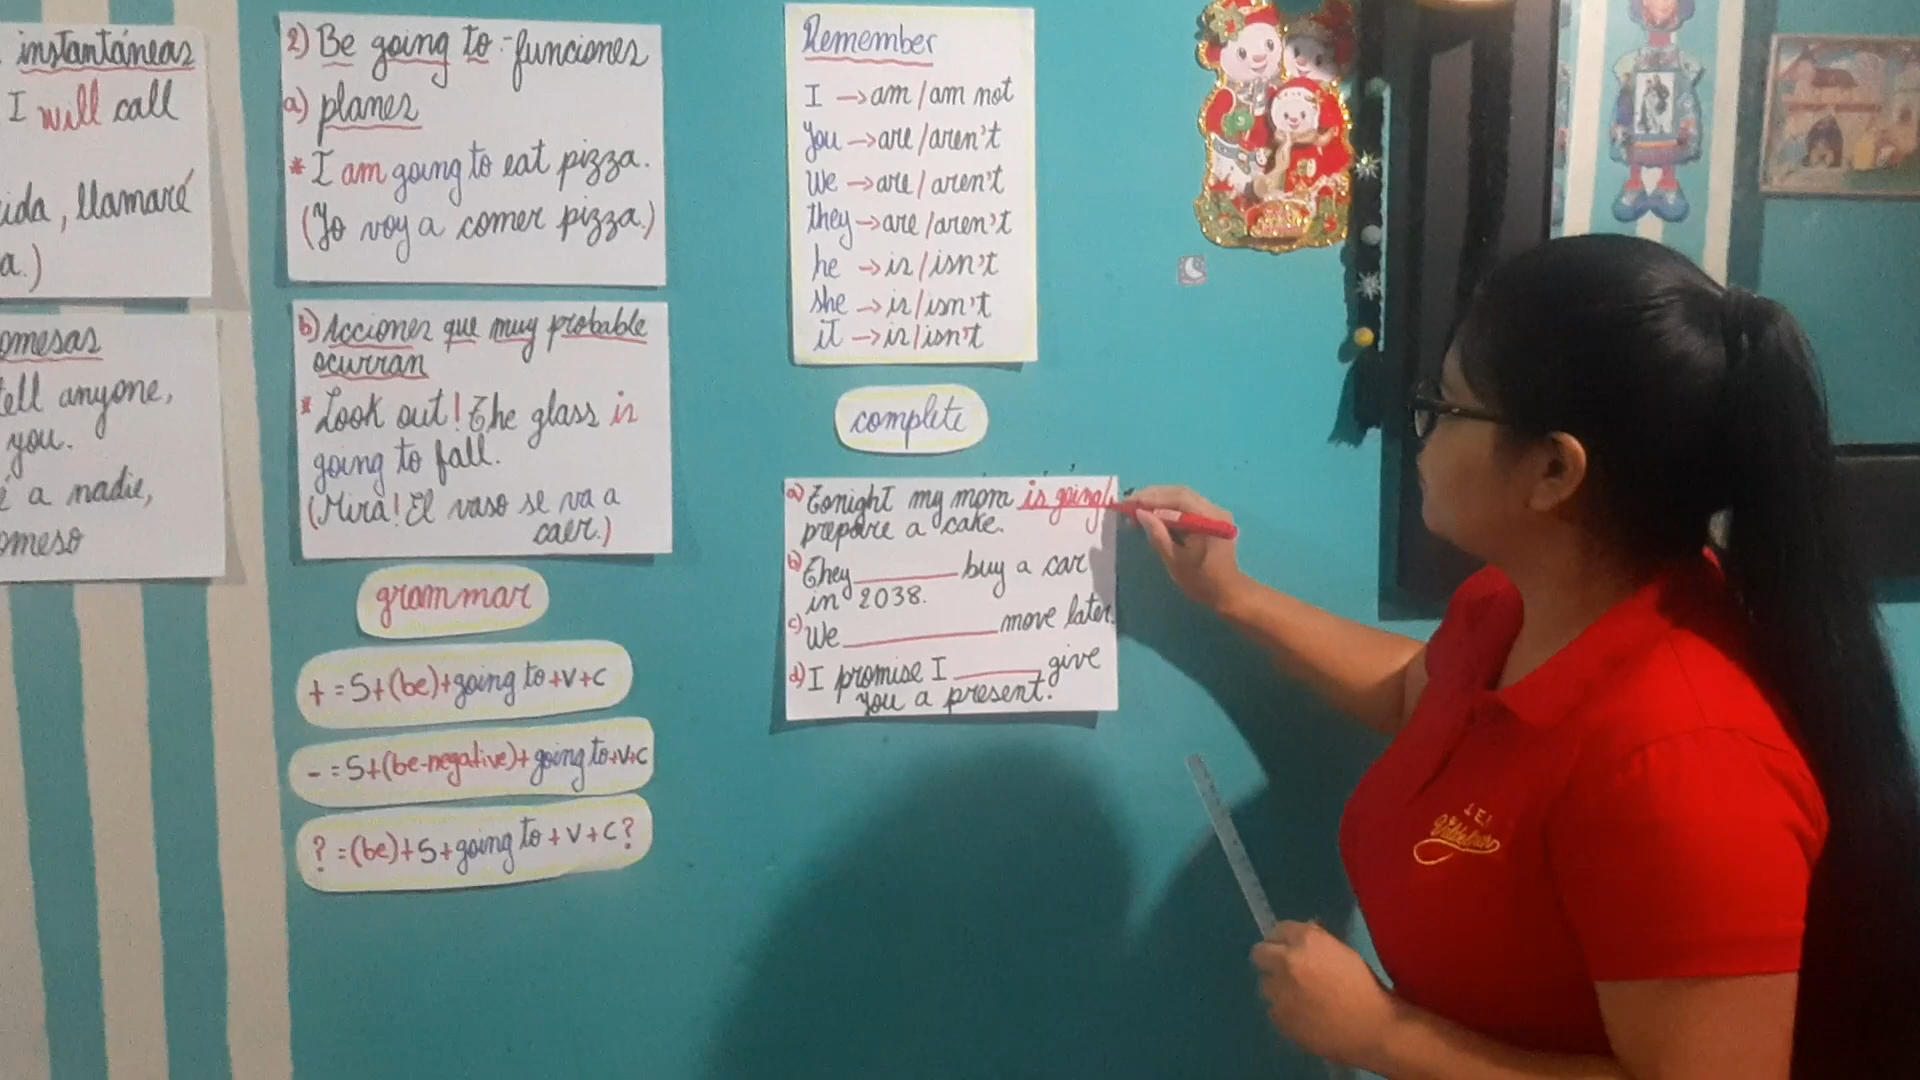 instantáneas
I will call
ida, llamaré
a.)
omesas
tell anyone,
you.
é a nadie,
omeso
2) Be going to:-funciones
a) planes
* I am going to eat pizza.
(Yo voy a comer pizza.)
b) Acciones que muy probable
ocurran
* Look out! The glass is
going to fall.
(Mira! El vaso se va a
caer.)
grammar
+ = S+(be)+going to+V+C
- = S+(be-negative)+going to+V+C
? = (be)+S+going to+V+C?
Remember
I → am / am not
you → are / aren't
we → are / aren't
they → are / aren't
he → is / isn't
she → is / isn't
it → is / isn't
complete
a) Tonight my mom is going
prepare a cake.
b) They ________ buy a car
in 2038.
c) We ____________ move later.
d) I promise I _______ give
you a present.
I.E.I